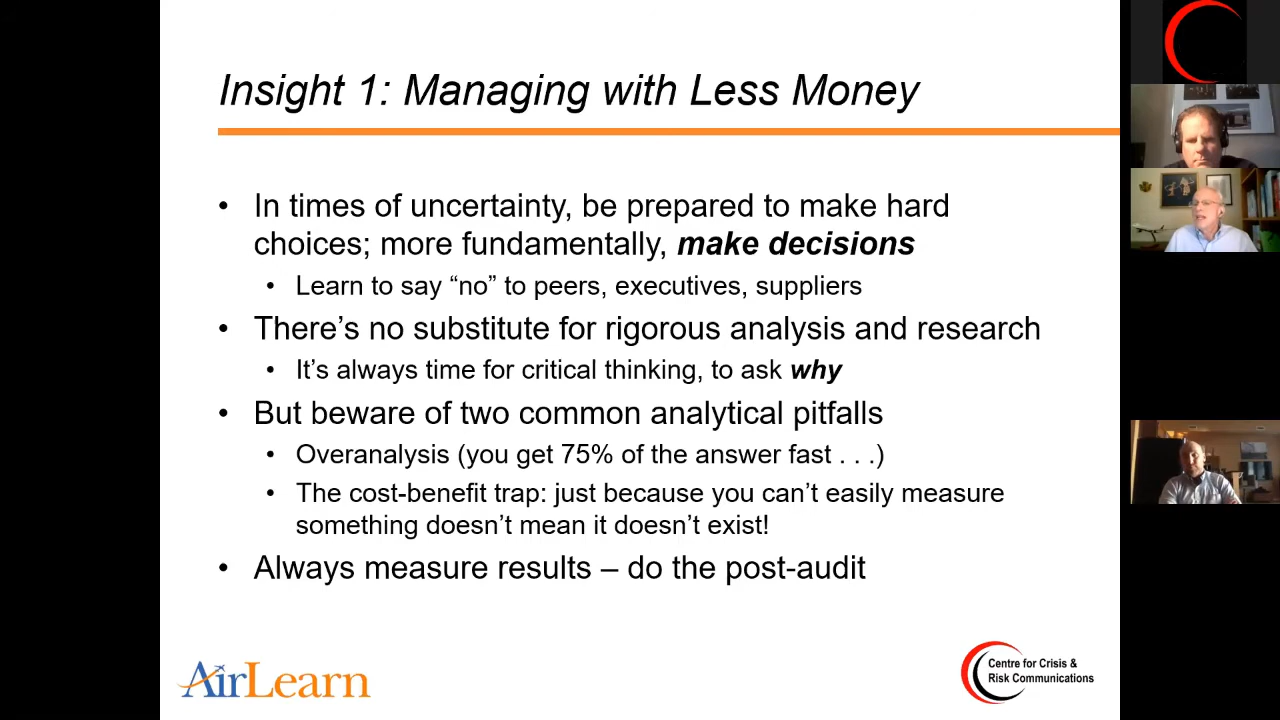 Insight 1: Managing with Less Money
• In times of uncertainty, be prepared to make hard
choices; more fundamentally, make decisions
• Learn to say “no” to peers, executives, suppliers
• There’s no substitute for rigorous analysis and research
• It’s always time for critical thinking, to ask why
• But beware of two common analytical pitfalls
• Overanalysis (you get 75% of the answer fast . . .)
• The cost-benefit trap: just because you can’t easily measure
something doesn’t mean it doesn’t exist!
• Always measure results – do the post-audit
AirLearn
Centre for Crisis &
Risk Communications